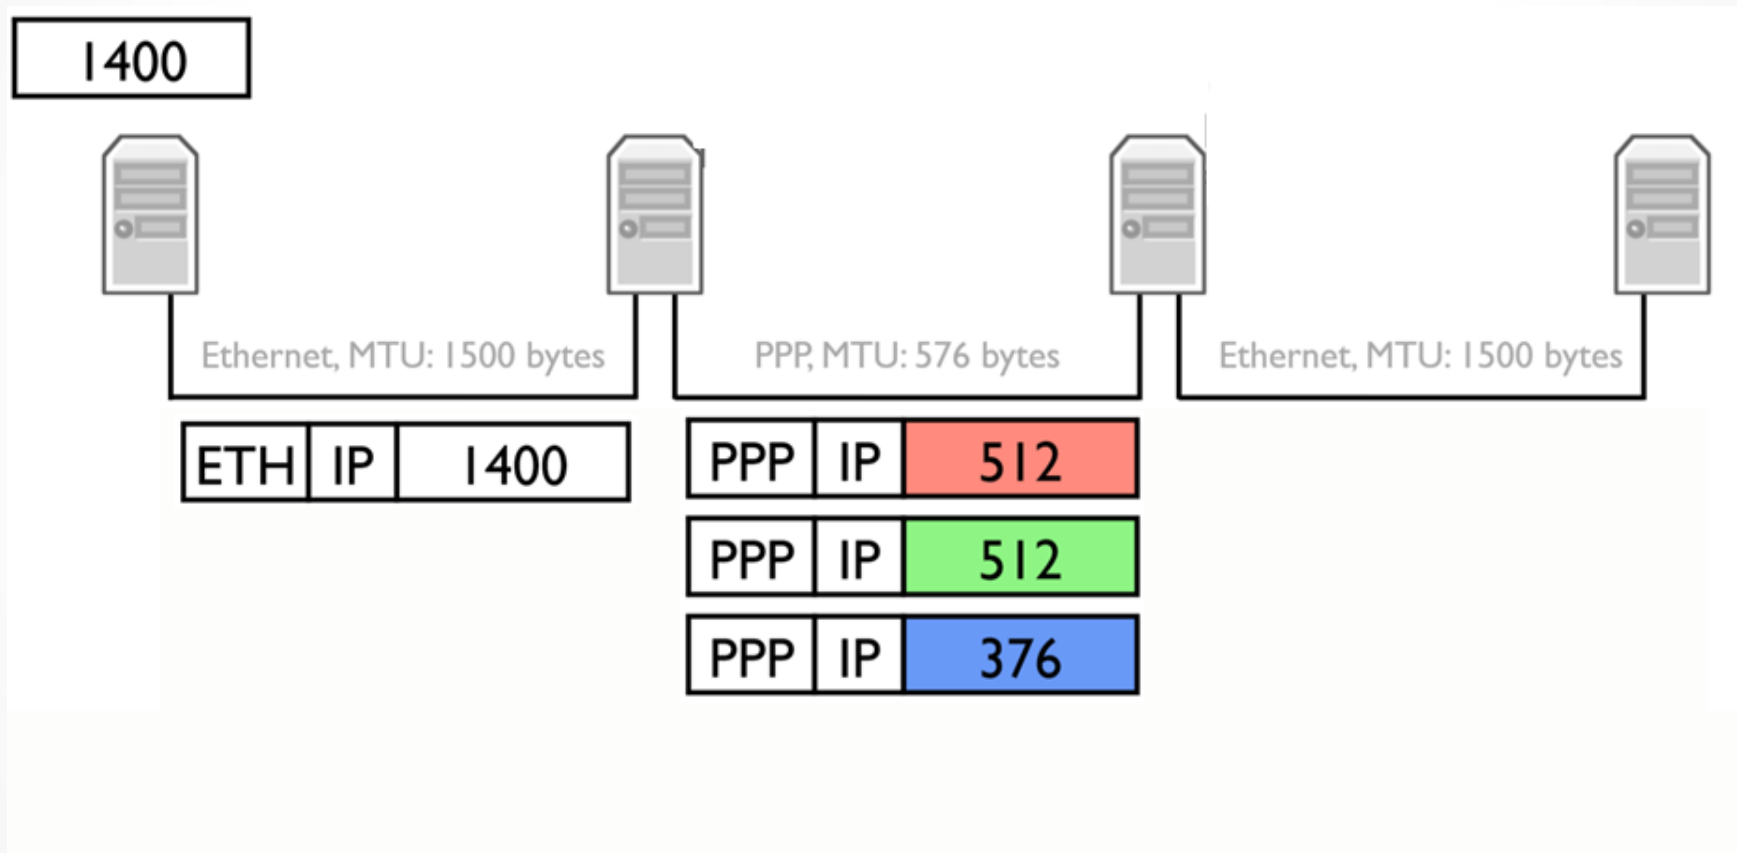 1400
Ethernet, MTU: 1500 bytes
PPP, MTU: 576 bytes
Ethernet, MTU: 1500 bytes
ETH IP 1400
PPP IP 512
PPP IP 512
PPP IP 376